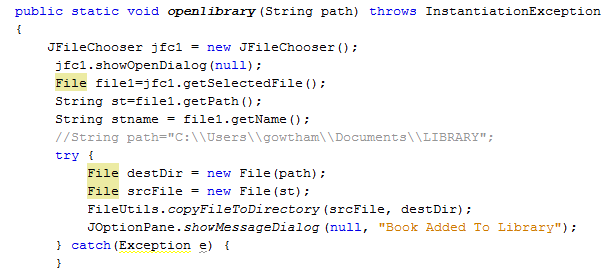 public static void openlibrary(String path) throws InstantiationException
{
JFileChooser jfc1 = new JFileChooser();
jfc1.showOpenDialog(null);
File file1=jfc1.getSelectedFile();
String st=file1.getPath();
String stname = file1.getName();
//String path="C:\\Users\\gowtham\\Documents\\LIBRARY";
try {
File destDir = new File(path);
File srcFile = new File(st);
FileUtils.copyFileToDirectory(srcFile, destDir);
JOptionPane.showMessageDialog(null, "Book Added To Library");
} catch(Exception e) {
}